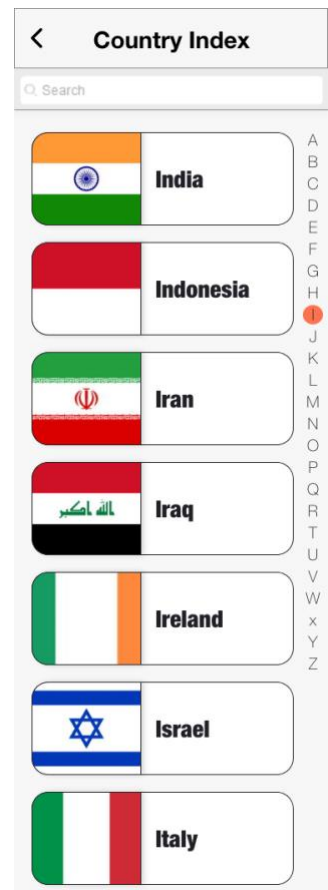 Country Index
Search
India
Indonesia
Iran
الله اكبر
Iraq
Ireland
Israel
Italy
A
B
C
D
E
F
G
H
I
J
K
L
M
N
O
P
Q
R
T
U
V
W
x
Y
Z